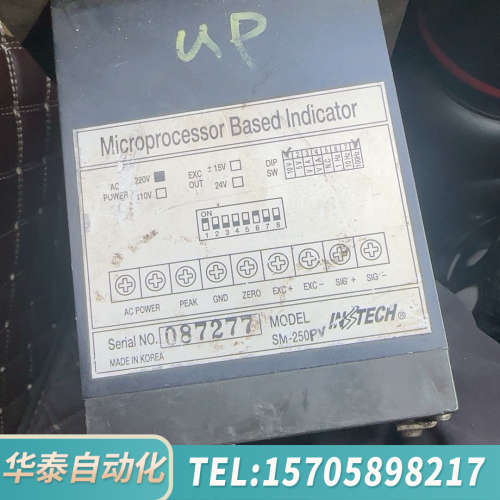 UP
Microprocessor Based Indicator
AC POWER 220V 110V
EXC OUT ±15V 24V
DIP SW
ON
1 2 3 4 5 6 7 8
AC POWER PEAK GND ZERO EXC+ EXC- SIG+ SIG-
Serial NO. 087277 MODEL SM-250PV INSTECH®
MADE IN KOREA
华泰自动化 TEL:15705898217